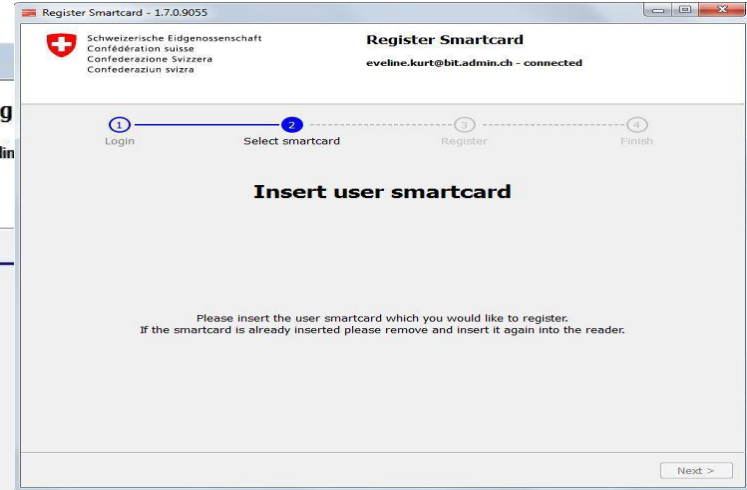 Register Smartcard - 1.7.0.9055
Schweizerische Eidgenossenschaft
Confédération suisse
Confederazione Svizzera
Confederaziun svizra
Register Smartcard
eveline.kurt@bit.admin.ch - connected
g
lin
1 2 3 4
Login Select smartcard Register Finish
Insert user smartcard
Please insert the user smartcard which you would like to register.
If the smartcard is already inserted please remove and insert it again into the reader.
Next >